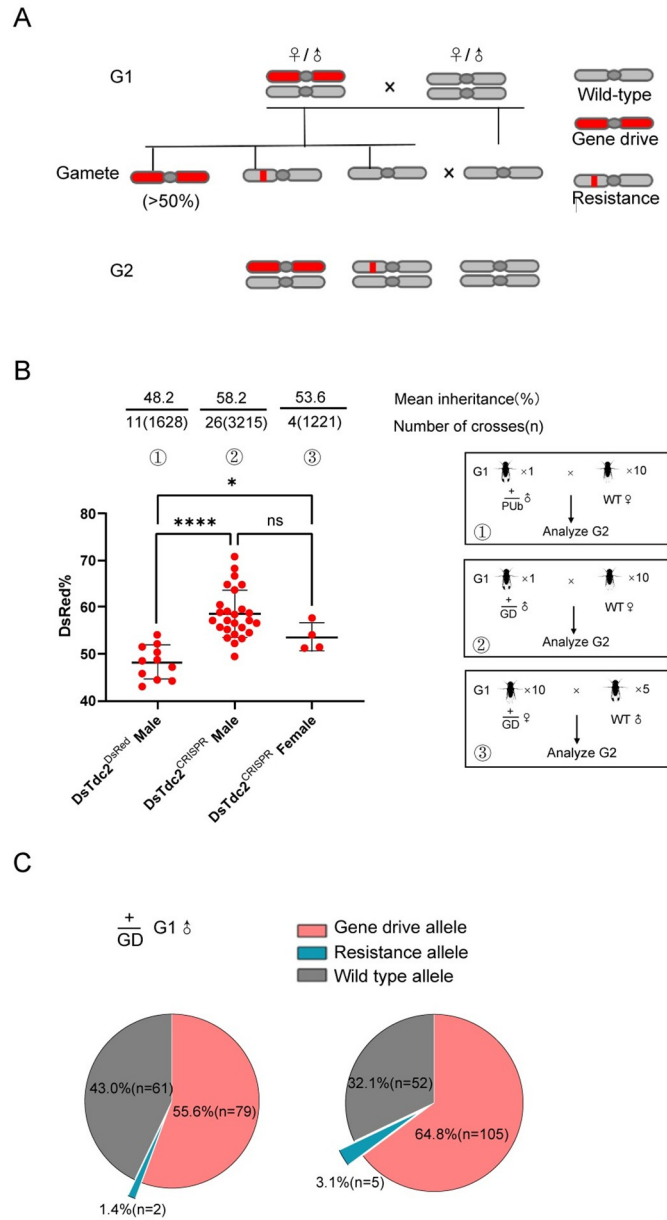 A
G1
♀/♂
♀/♂
×
Wild-type
Gene drive
Gamete
×
(>50%)
Resistance
G2
B
48.2
58.2
53.6
Mean inheritance(%)
11(1628)
26(3215)
4(1221)
Number of crosses(n)
①
②
③
*
****
ns
DsRed%
80
70
60
50
40
DsTdc2^DsRed Male
DsTdc2^CRISPR Male
DsTdc2^CRISPR Female
G1 ×1 × ×10
+
PUb ♂ WT ♀
Analyze G2
①
G1 ×1 × ×10
+
GD ♂ WT ♀
Analyze G2
②
G1 ×10 × ×5
+
GD ♀ WT ♂
Analyze G2
③
C
+
GD G1 ♂
Gene drive allele
Resistance allele
Wild type allele
43.0%(n=61)
55.6%(n=79)
1.4%(n=2)
32.1%(n=52)
64.8%(n=105)
3.1%(n=5)